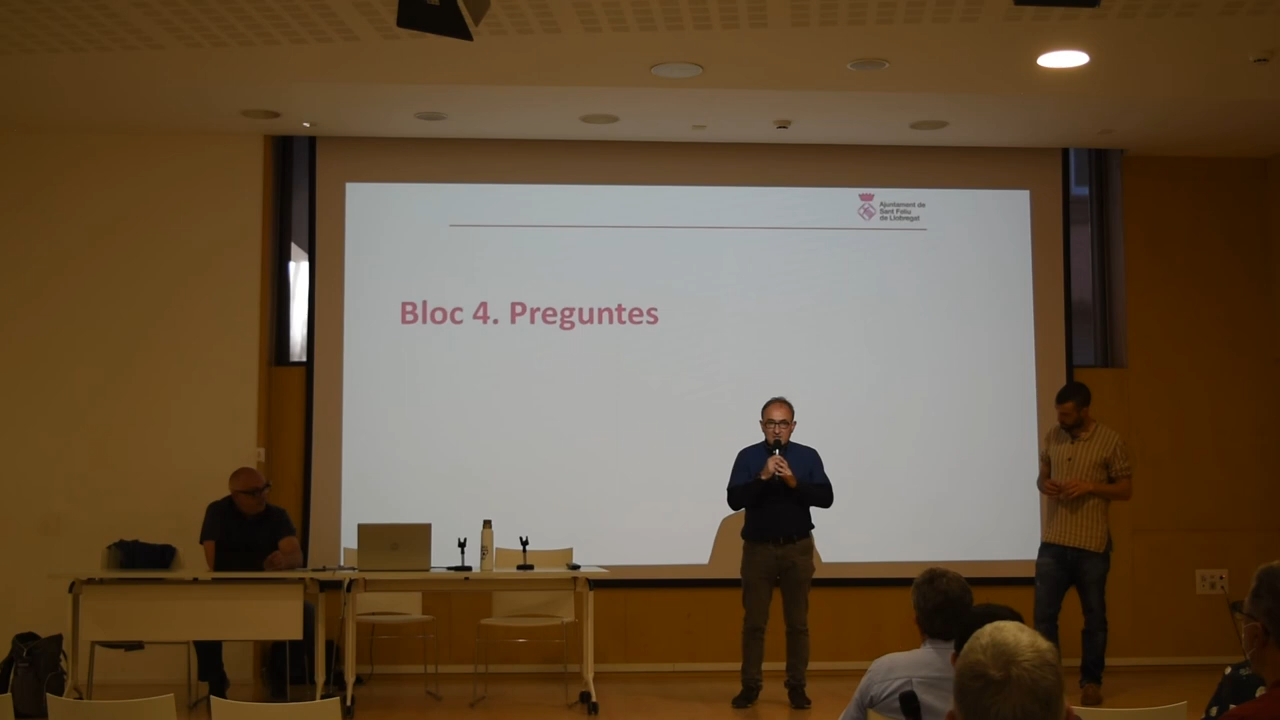 Ajuntament de
Sant Feliu
de Llobregat
Bloc 4. Preguntes